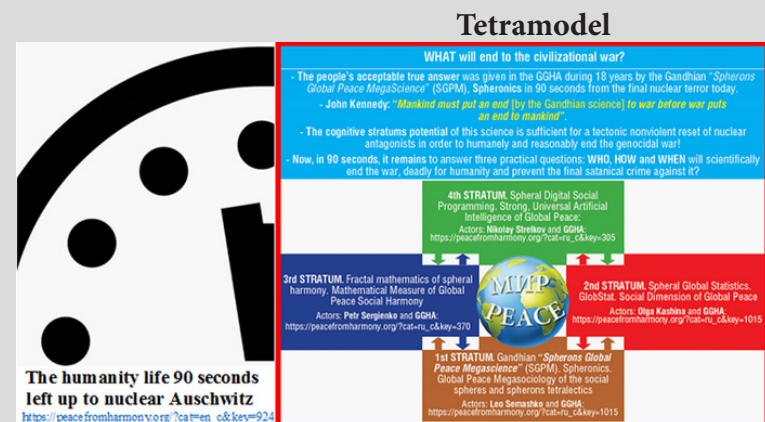 Tetramodel
WHAT will end to the civilizational war?
- The people's acceptable true answer was given in the GGHA during 18 years by the Gandhian "Spherons
Global Peace MegaScience" (SGPM), Spheronics in 90 seconds from the final nuclear terror today.
- John Kennedy: "Mankind must put an end [by the Gandhian science] to war before war puts
an end to mankind".
- The cognitive stratums potential of this science is sufficient for a tectonic nonviolent reset of nuclear
antagonists in order to humanely and reasonably end the genocidal war!
- Now, in 90 seconds, it remains to answer three practical questions: WHO, HOW and WHEN will scientifically
end the war, deadly for humanity and prevent the final satanical crime against it?
4th STRATUM. Spheral Digital Social
Programming. Strong, Universal Artificial
Intelligence of Global Peace:
Actors: Nikolay Strelkov and GGHA:
https://peacefromharmony.org/?cat=ru_c&key=305
3rd STRATUM. Fractal mathematics of spheral
harmony. Mathematical Measure of Global
Peace Social Harmony
Actors: Petr Sergienko and GGHA:
https://peacefromharmony.org/?cat=ru_c&key=370
МИР
PEACE
2nd STRATUM. Spheral Global Statistics.
GlobStat. Social Dimension of Global Peace
Actors: Olga Kashina and GGHA:
https://peacefromharmony.org/?cat=ru_c&key=1015
1st STRATUM. Gandhian "Spherons Global
Peace Megascience" (SGPM). Spheronics.
Global Peace Megasociology of the social
spheres and spherons tetralectics
Actors: Leo Semashko and GGHA:
https://peacefromharmony.org/?cat=ru_c&key=1015
The humanity life 90 seconds
left up to nuclear Auschwitz
https://peacefromharmony.org/?cat=en_c&key=924